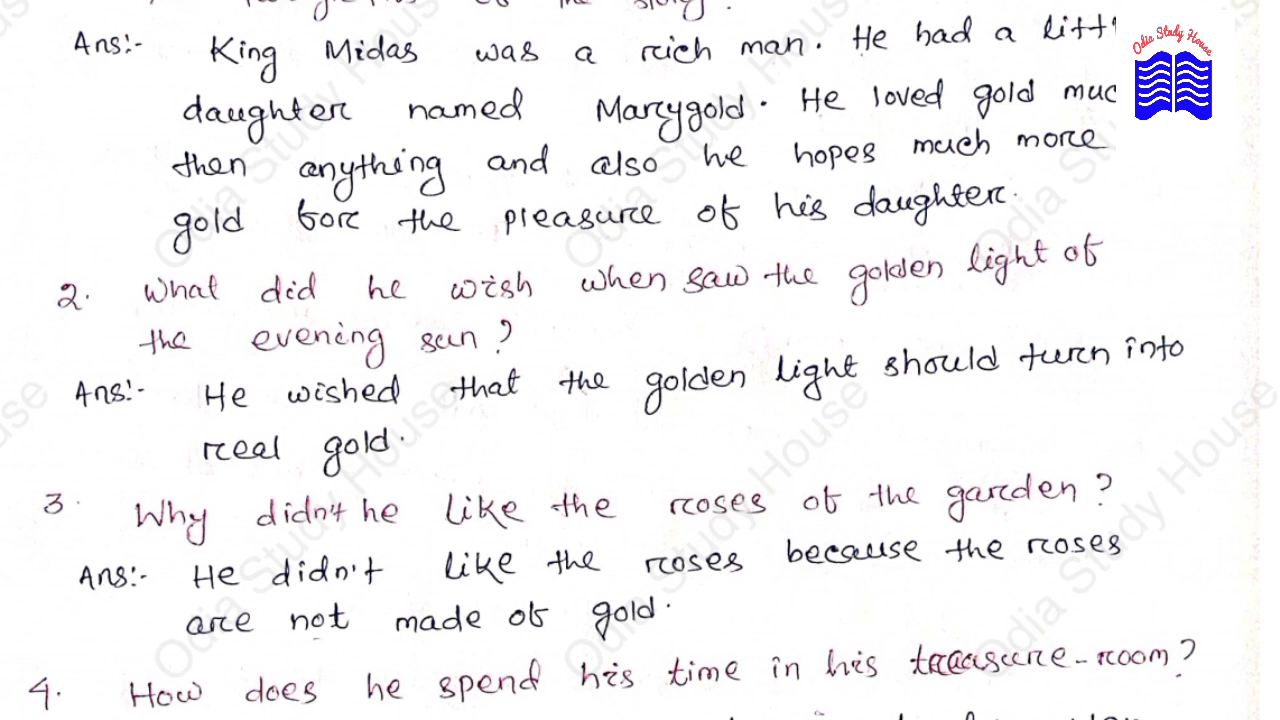 Ans:- King Midas was a rich man. He had a
daughter named Marygold. He loved gold
then anything and also he hopes much more
gold for the pleasure of his daughter.
2. What did he wish when saw the golden light of
the evening sun?
Ans:- He wished that the golden light should turn into
real gold.
3. Why didn't he like the roses of the garden?
Ans:- He didn't like the roses because the roses
are not made of gold.
4. How does he spend his time in his treasure-room?
Odia Study House